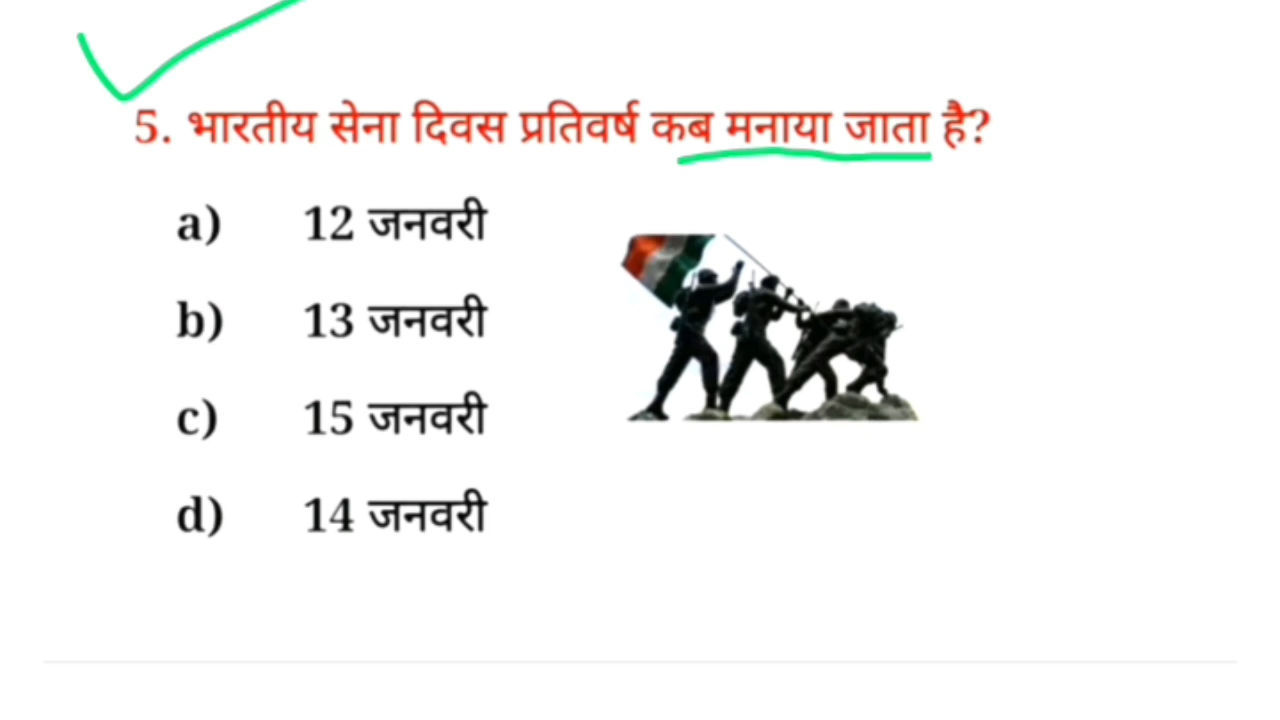 5. भारतीय सेना दिवस प्रतिवर्ष कब मनाया जाता है?
a) 12 जनवरी
b) 13 जनवरी
c) 15 जनवरी
d) 14 जनवरी